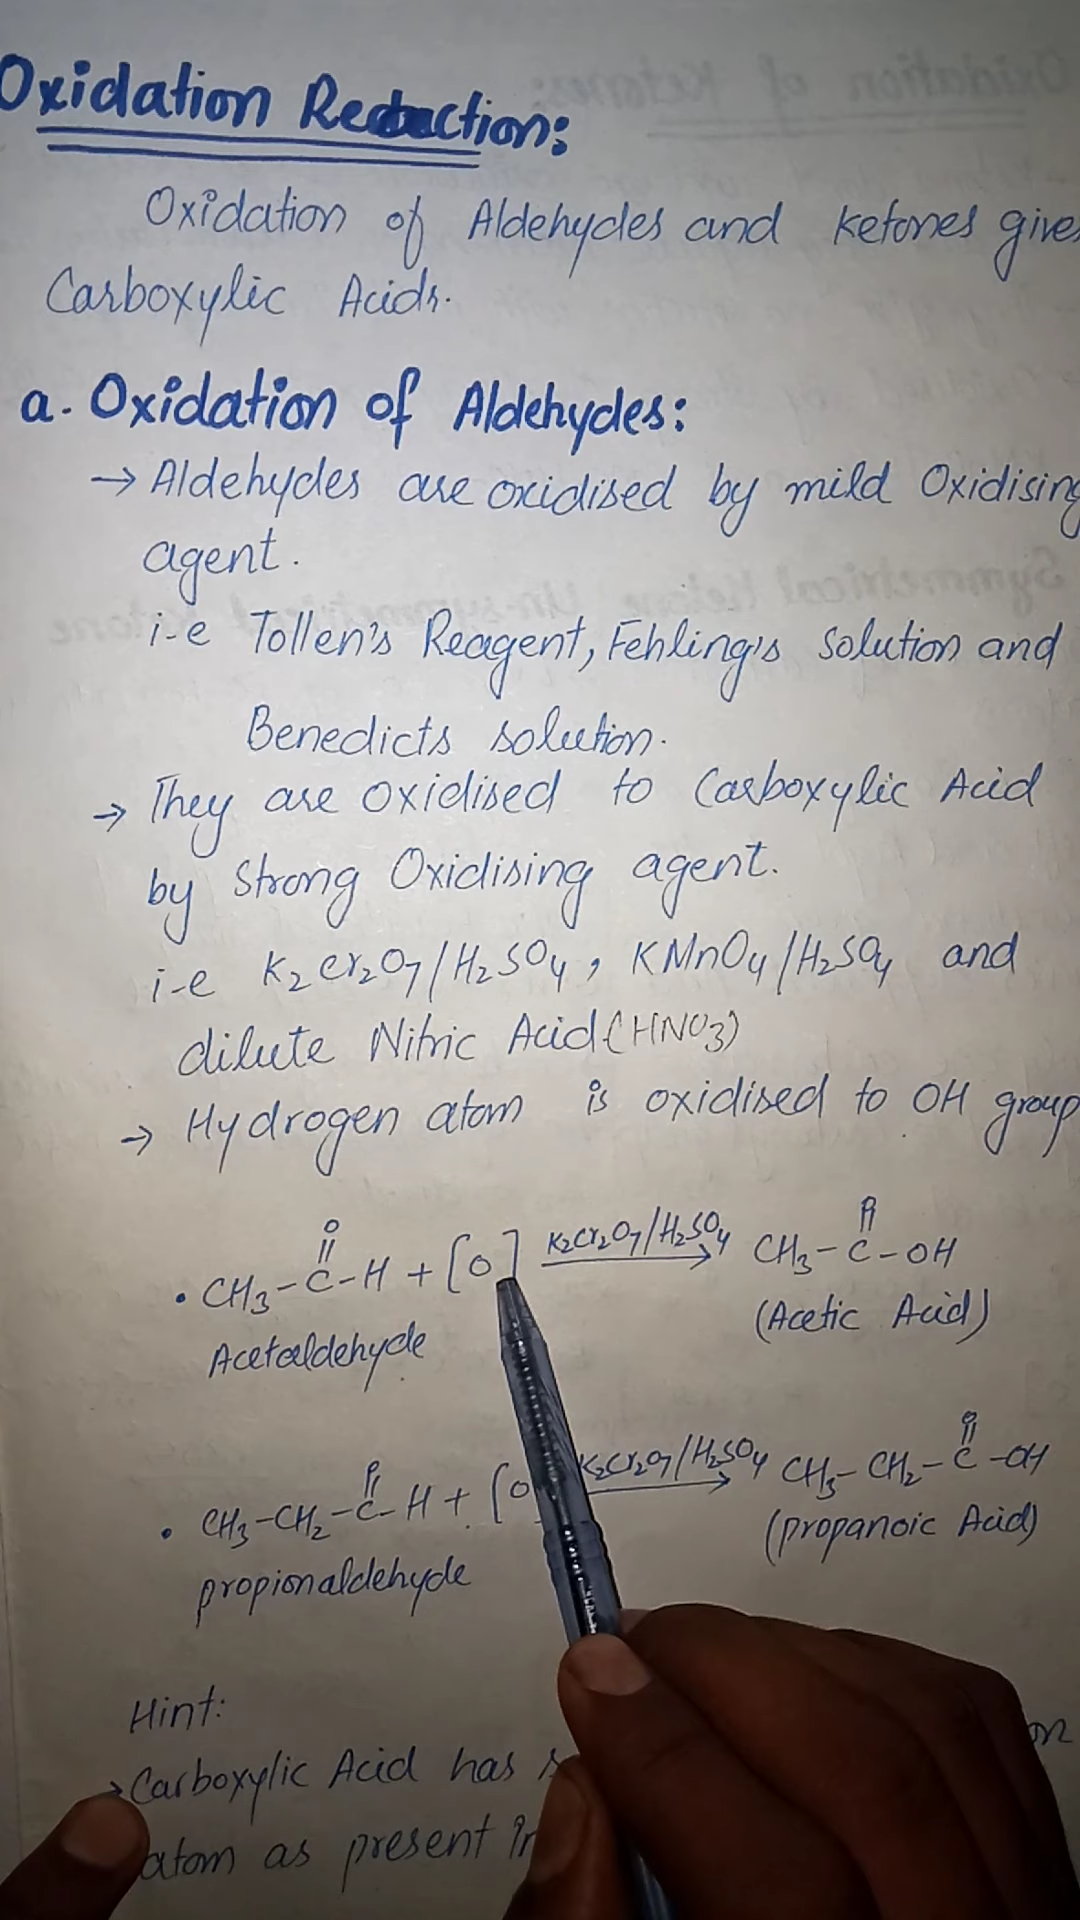 Oxidation Reaction:
Oxidation of Aldehydes and Ketones gives
Carboxylic Acids.
a. Oxidation of Aldehydes:
→ Aldehydes are oxidised by mild Oxidising
agent.
i-e Tollen's Reagent, Fehling's solution and
Benedicts solution.
→ They are oxidised to Carboxylic Acid
by strong Oxidising agent.
i-e K₂Cr₂O₇/H₂SO₄, KMnO₄/H₂SO₄ and
dilute Nitric Acid (HNO₃)
→ Hydrogen atom is oxidised to OH group
O
||
• CH₃-C-H + [O] K₂Cr₂O₇/H₂SO₄ → CH₃-C-OH
Acetaldehyde (Acetic Acid)
O
||
• CH₃-CH₂-C-H + [O K₂Cr₂O₇/H₂SO₄ → CH₃-CH₂-C-OH
propionaldehyde (propanoic Acid)
Hint:
→ Carboxylic Acid has
atom as present in